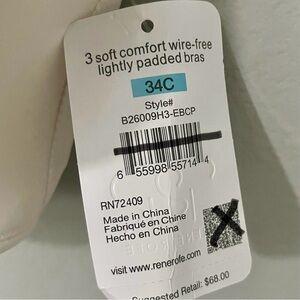 3 soft comfort wire-free
lightly padded bras
34C
Style#
B26009H3-EBCP
6 55998 55714 4
RN72409
Made in China
Fabriqué en Chine
Hecho en China
visit www.renerofe.com
Suggested Retail: $68.00